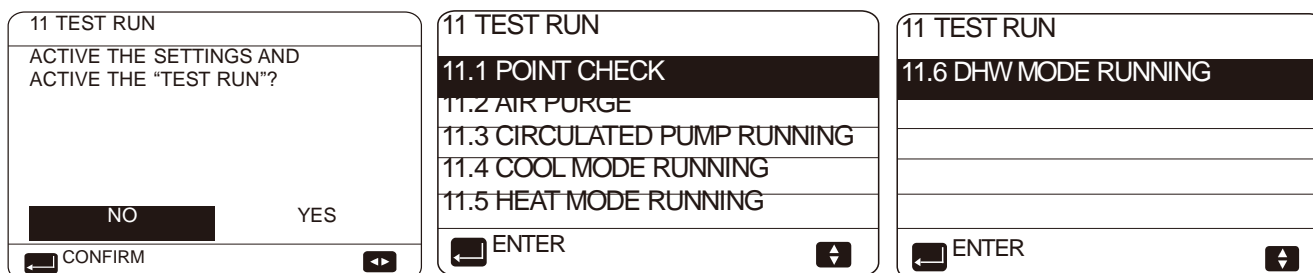 11 TEST RUN
ACTIVE THE SETTINGS AND
ACTIVE THE “TEST RUN”?
NO YES
CONFIRM
11 TEST RUN
11.1 POINT CHECK
11.2 AIR PURGE
11.3 CIRCULATED PUMP RUNNING
11.4 COOL MODE RUNNING
11.5 HEAT MODE RUNNING
ENTER
11 TEST RUN
11.6 DHW MODE RUNNING
ENTER